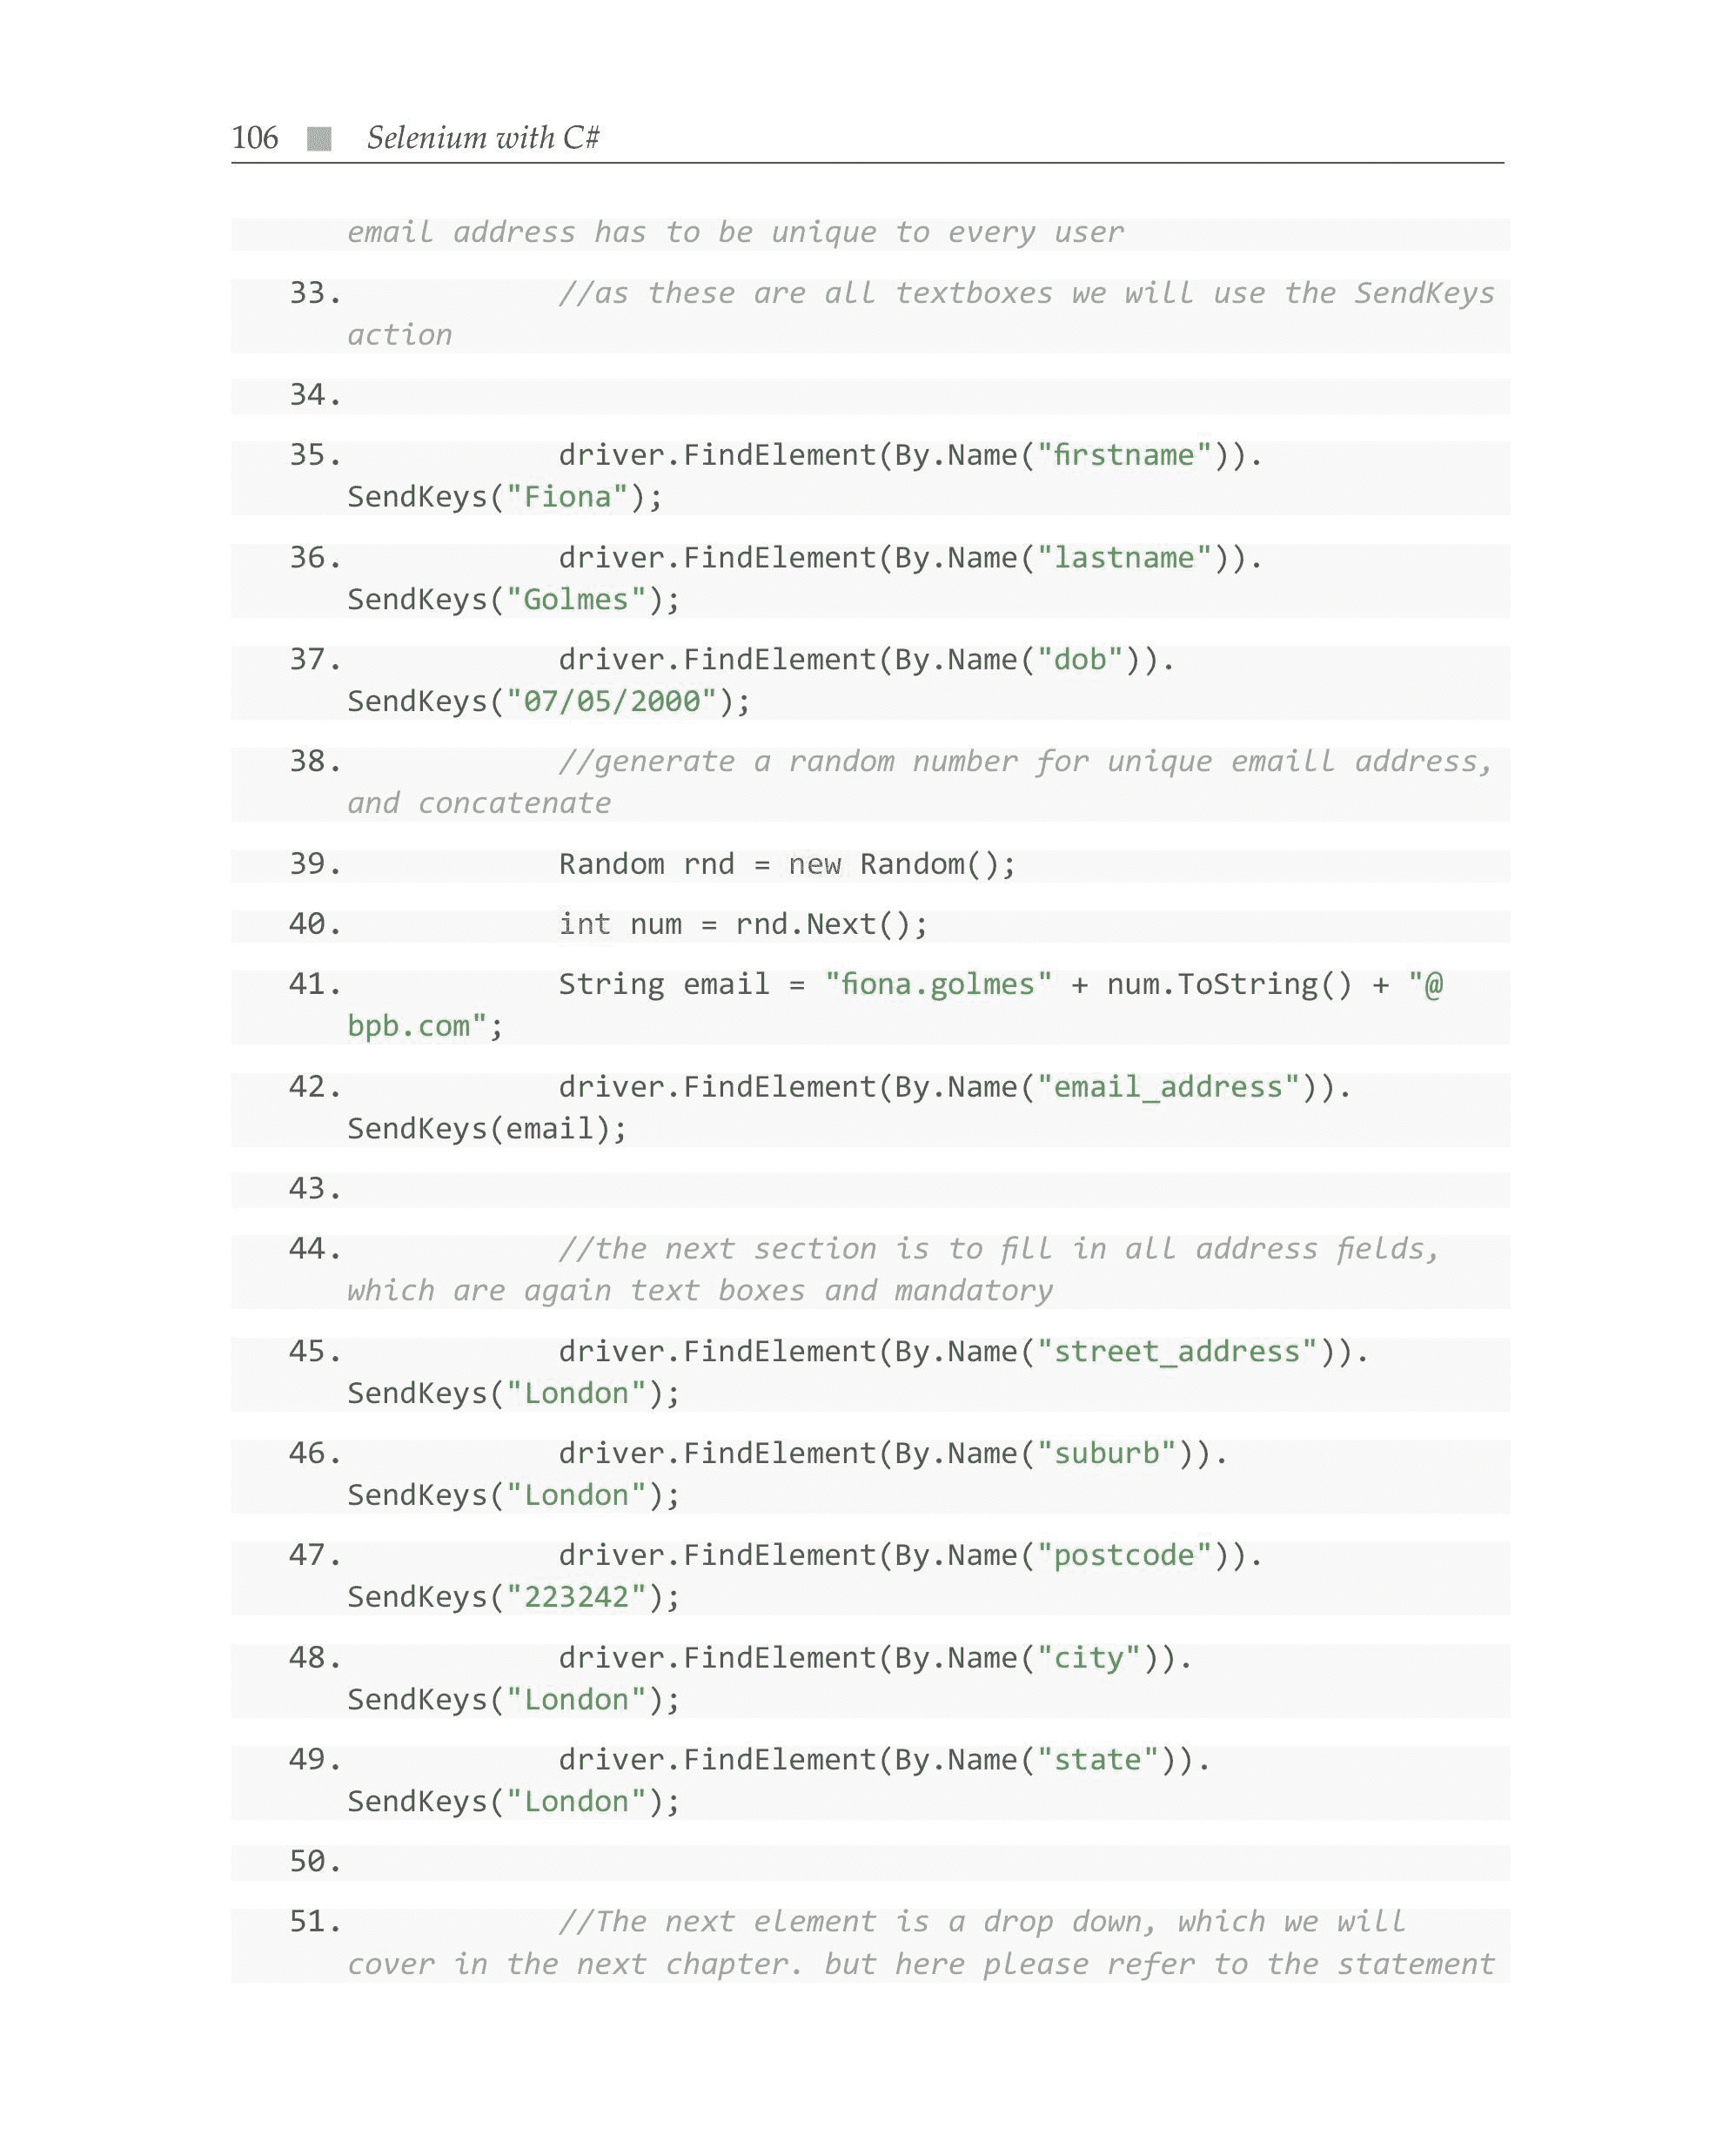 106 Selenium with C#
email address has to be unique to every user
33. //as these are all textboxes we will use the SendKeys
action
34.
35. driver.FindElement(By.Name("firstname")).
SendKeys("Fiona");
36. driver.FindElement(By.Name("lastname")).
SendKeys("Golmes");
37. driver.FindElement(By.Name("dob")).
SendKeys("07/05/2000");
38. //generate a random number for unique emaill address,
and concatenate
39. Random rnd = new Random();
40. int num = rnd.Next();
41. String email = "fiona.golmes" + num.ToString() + "@
bpb.com";
42. driver.FindElement(By.Name("email_address")).
SendKeys(email);
43.
44. //the next section is to fill in all address fields,
which are again text boxes and mandatory
45. driver.FindElement(By.Name("street_address")).
SendKeys("London");
46. driver.FindElement(By.Name("suburb")).
SendKeys("London");
47. driver.FindElement(By.Name("postcode")).
SendKeys("223242");
48. driver.FindElement(By.Name("city")).
SendKeys("London");
49. driver.FindElement(By.Name("state")).
SendKeys("London");
50.
51. //The next element is a drop down, which we will
cover in the next chapter. but here please refer to the statement